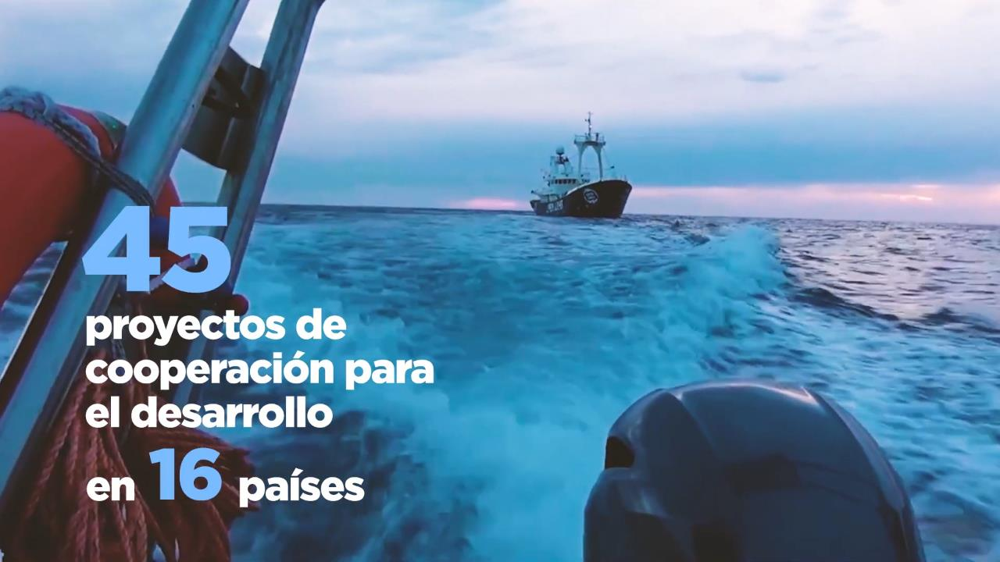 45
proyectos de
cooperación para
el desarrollo
en 16 países